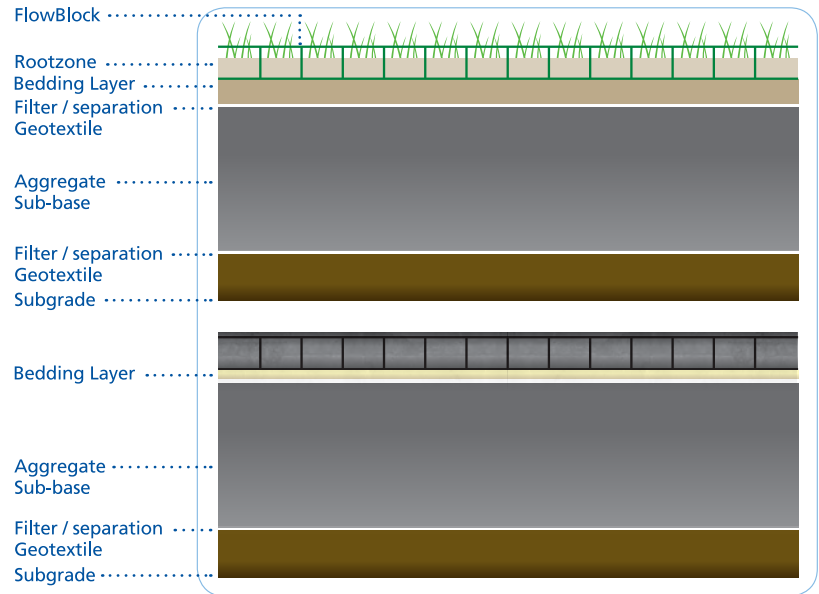 FlowBlock
Rootzone
Bedding Layer
Filter / separation
Geotextile
Aggregate
Sub-base
Filter / separation
Geotextile
Subgrade
Bedding Layer
Aggregate
Sub-base
Filter / separation
Geotextile
Subgrade